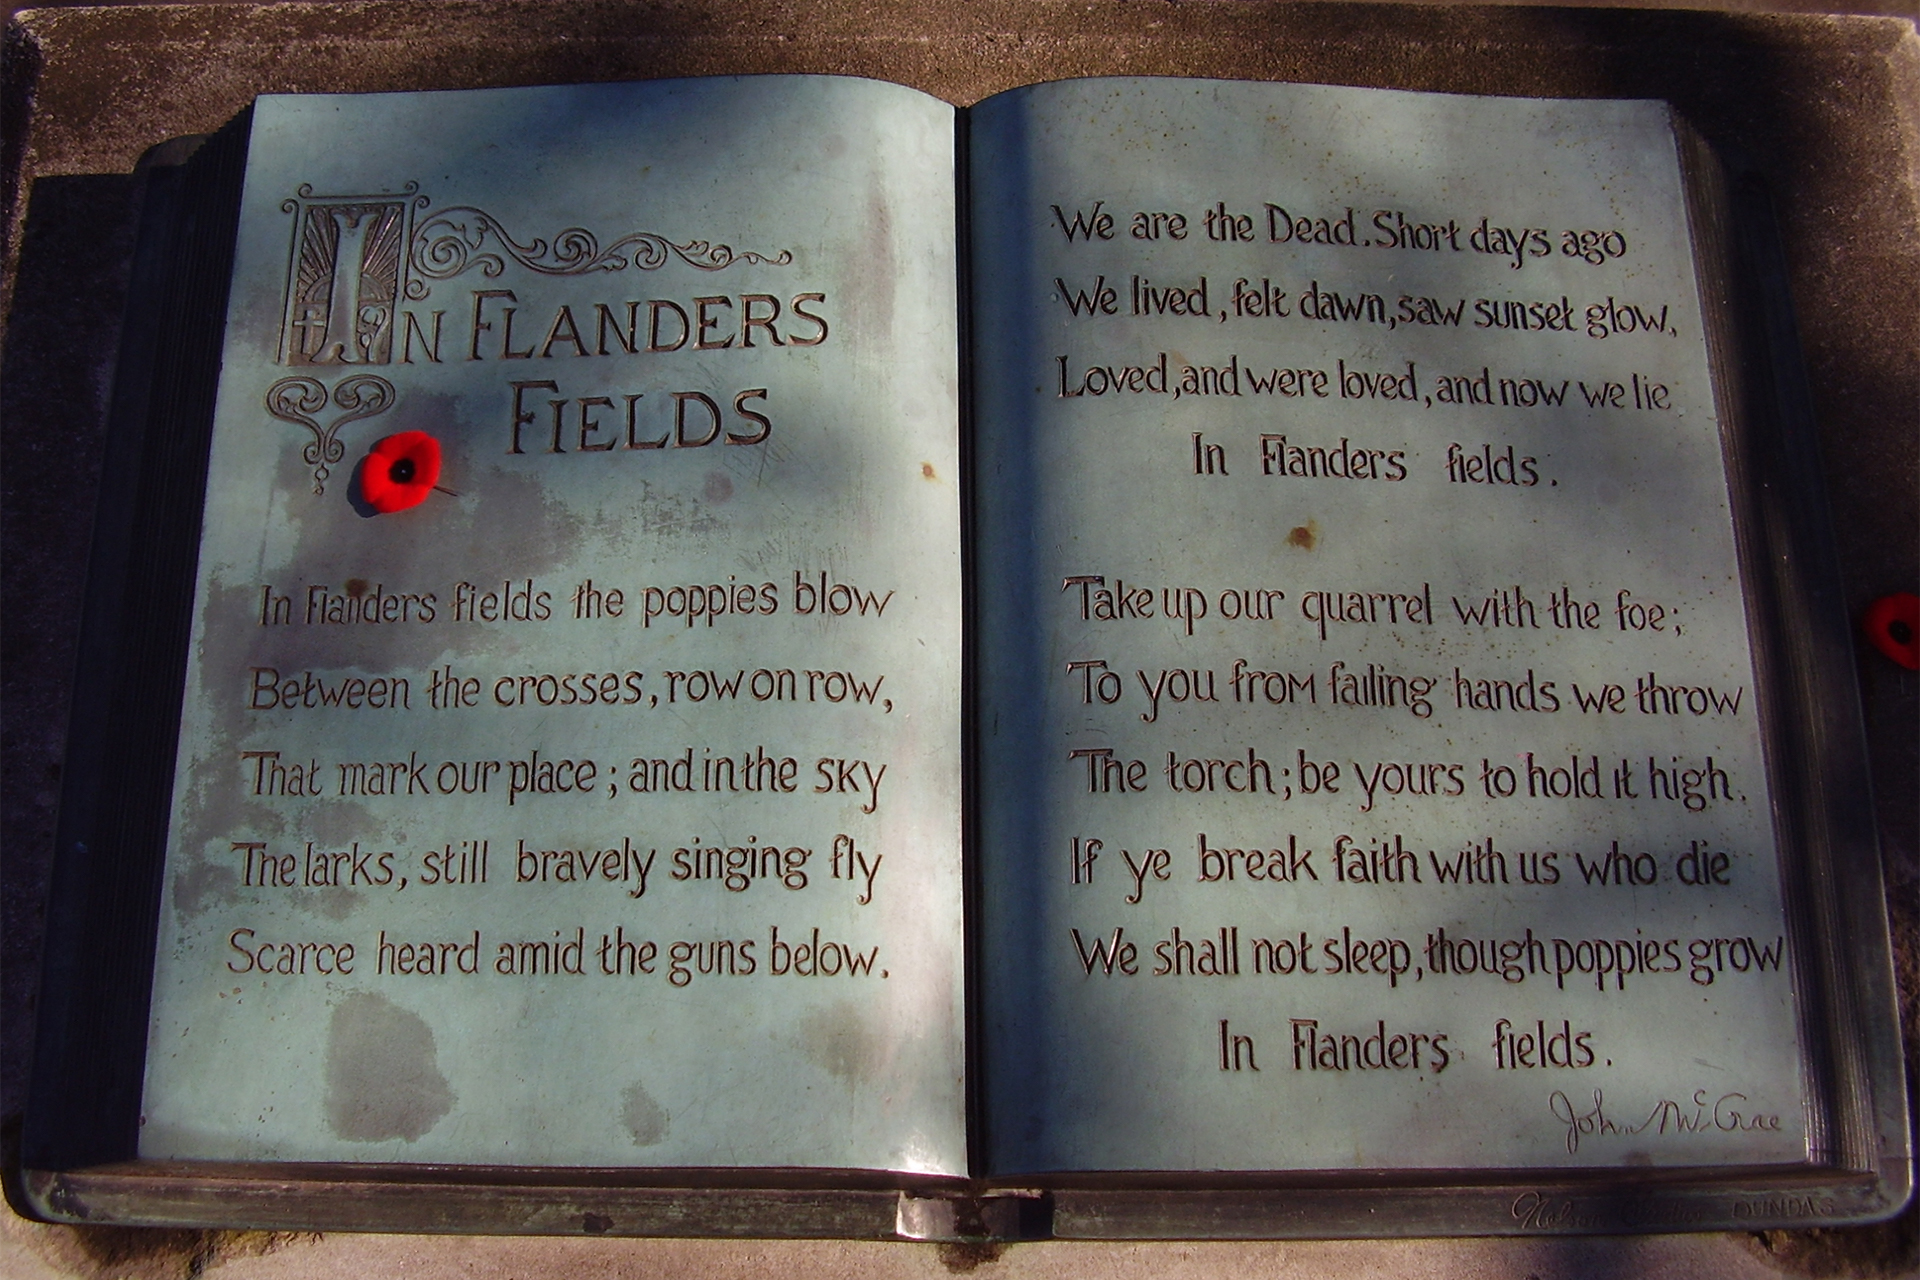 IN FLANDERS
FIELDS
In Flanders fields the poppies blow
Between the crosses, row on row,
That mark our place; and in the sky
The larks, still bravely singing fly
Scarce heard amid the guns below.
We are the Dead. Short days ago
We lived, felt dawn, saw sunset glow,
Loved, and were loved, and now we lie
In Flanders fields.
Take up our quarrel with the foe;
To you from failing hands we throw
The torch; be yours to hold it high.
If ye break faith with us who die
We shall not sleep, though poppies grow
In Flanders fields.
John McCrae
Nelson DUNDAS